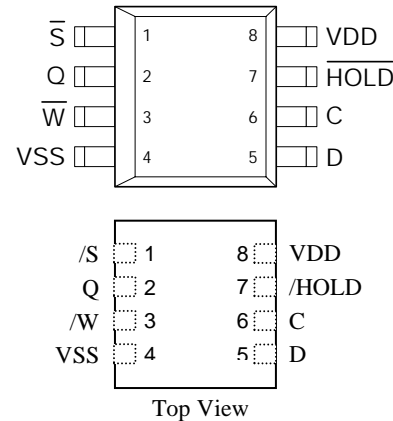 S̅ 1 8 VDD
Q 2 7 H̅O̅L̅D̅
W̅ 3 6 C
VSS 4 5 D
/S 1 8 VDD
Q 2 7 /HOLD
/W 3 6 C
VSS 4 5 D
Top View